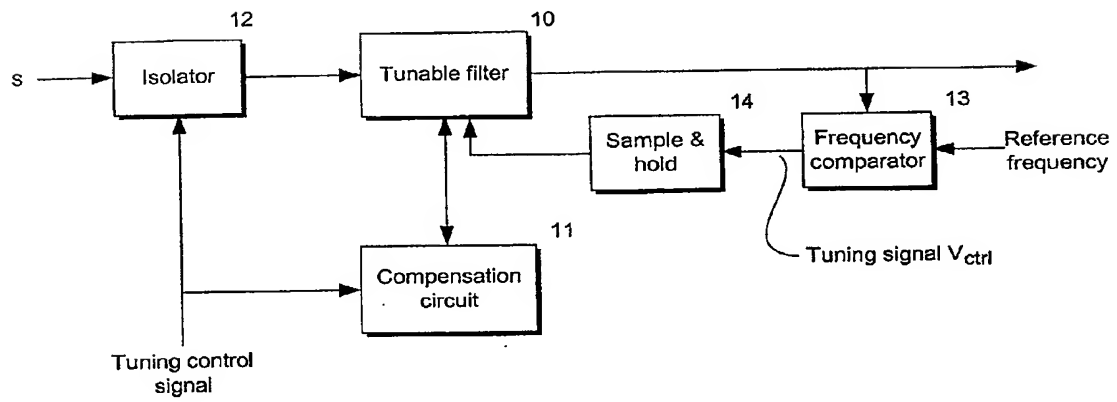 12
10
S
Isolator
Tunable filter
14
13
Sample &
hold
Frequency
comparator
Reference
frequency
11
Tuning signal Vctrl
Compensation
circuit
Tuning control
signal